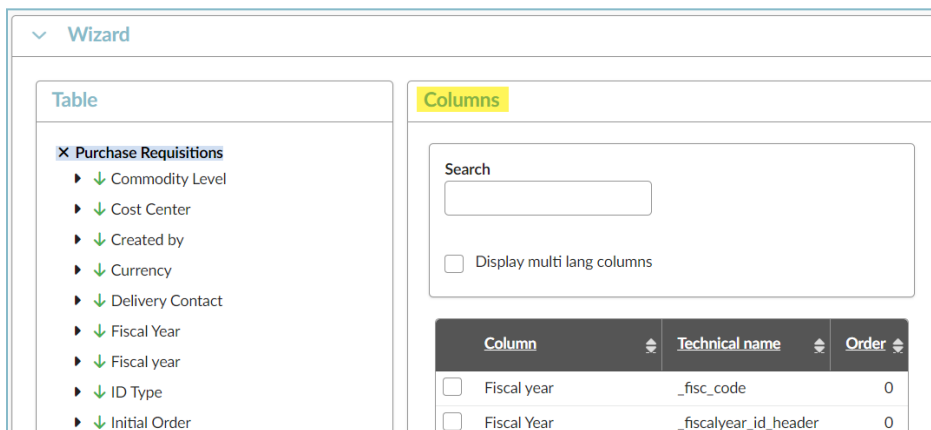 Wizard
Table
× Purchase Requisitions
Commodity Level
Cost Center
Created by
Currency
Delivery Contact
Fiscal Year
Fiscal year
ID Type
Initial Order
Columns
Search
Display multi lang columns
Column Technical name Order
Fiscal year _fisc_code 0
Fiscal Year _fiscalyear_id_header 0